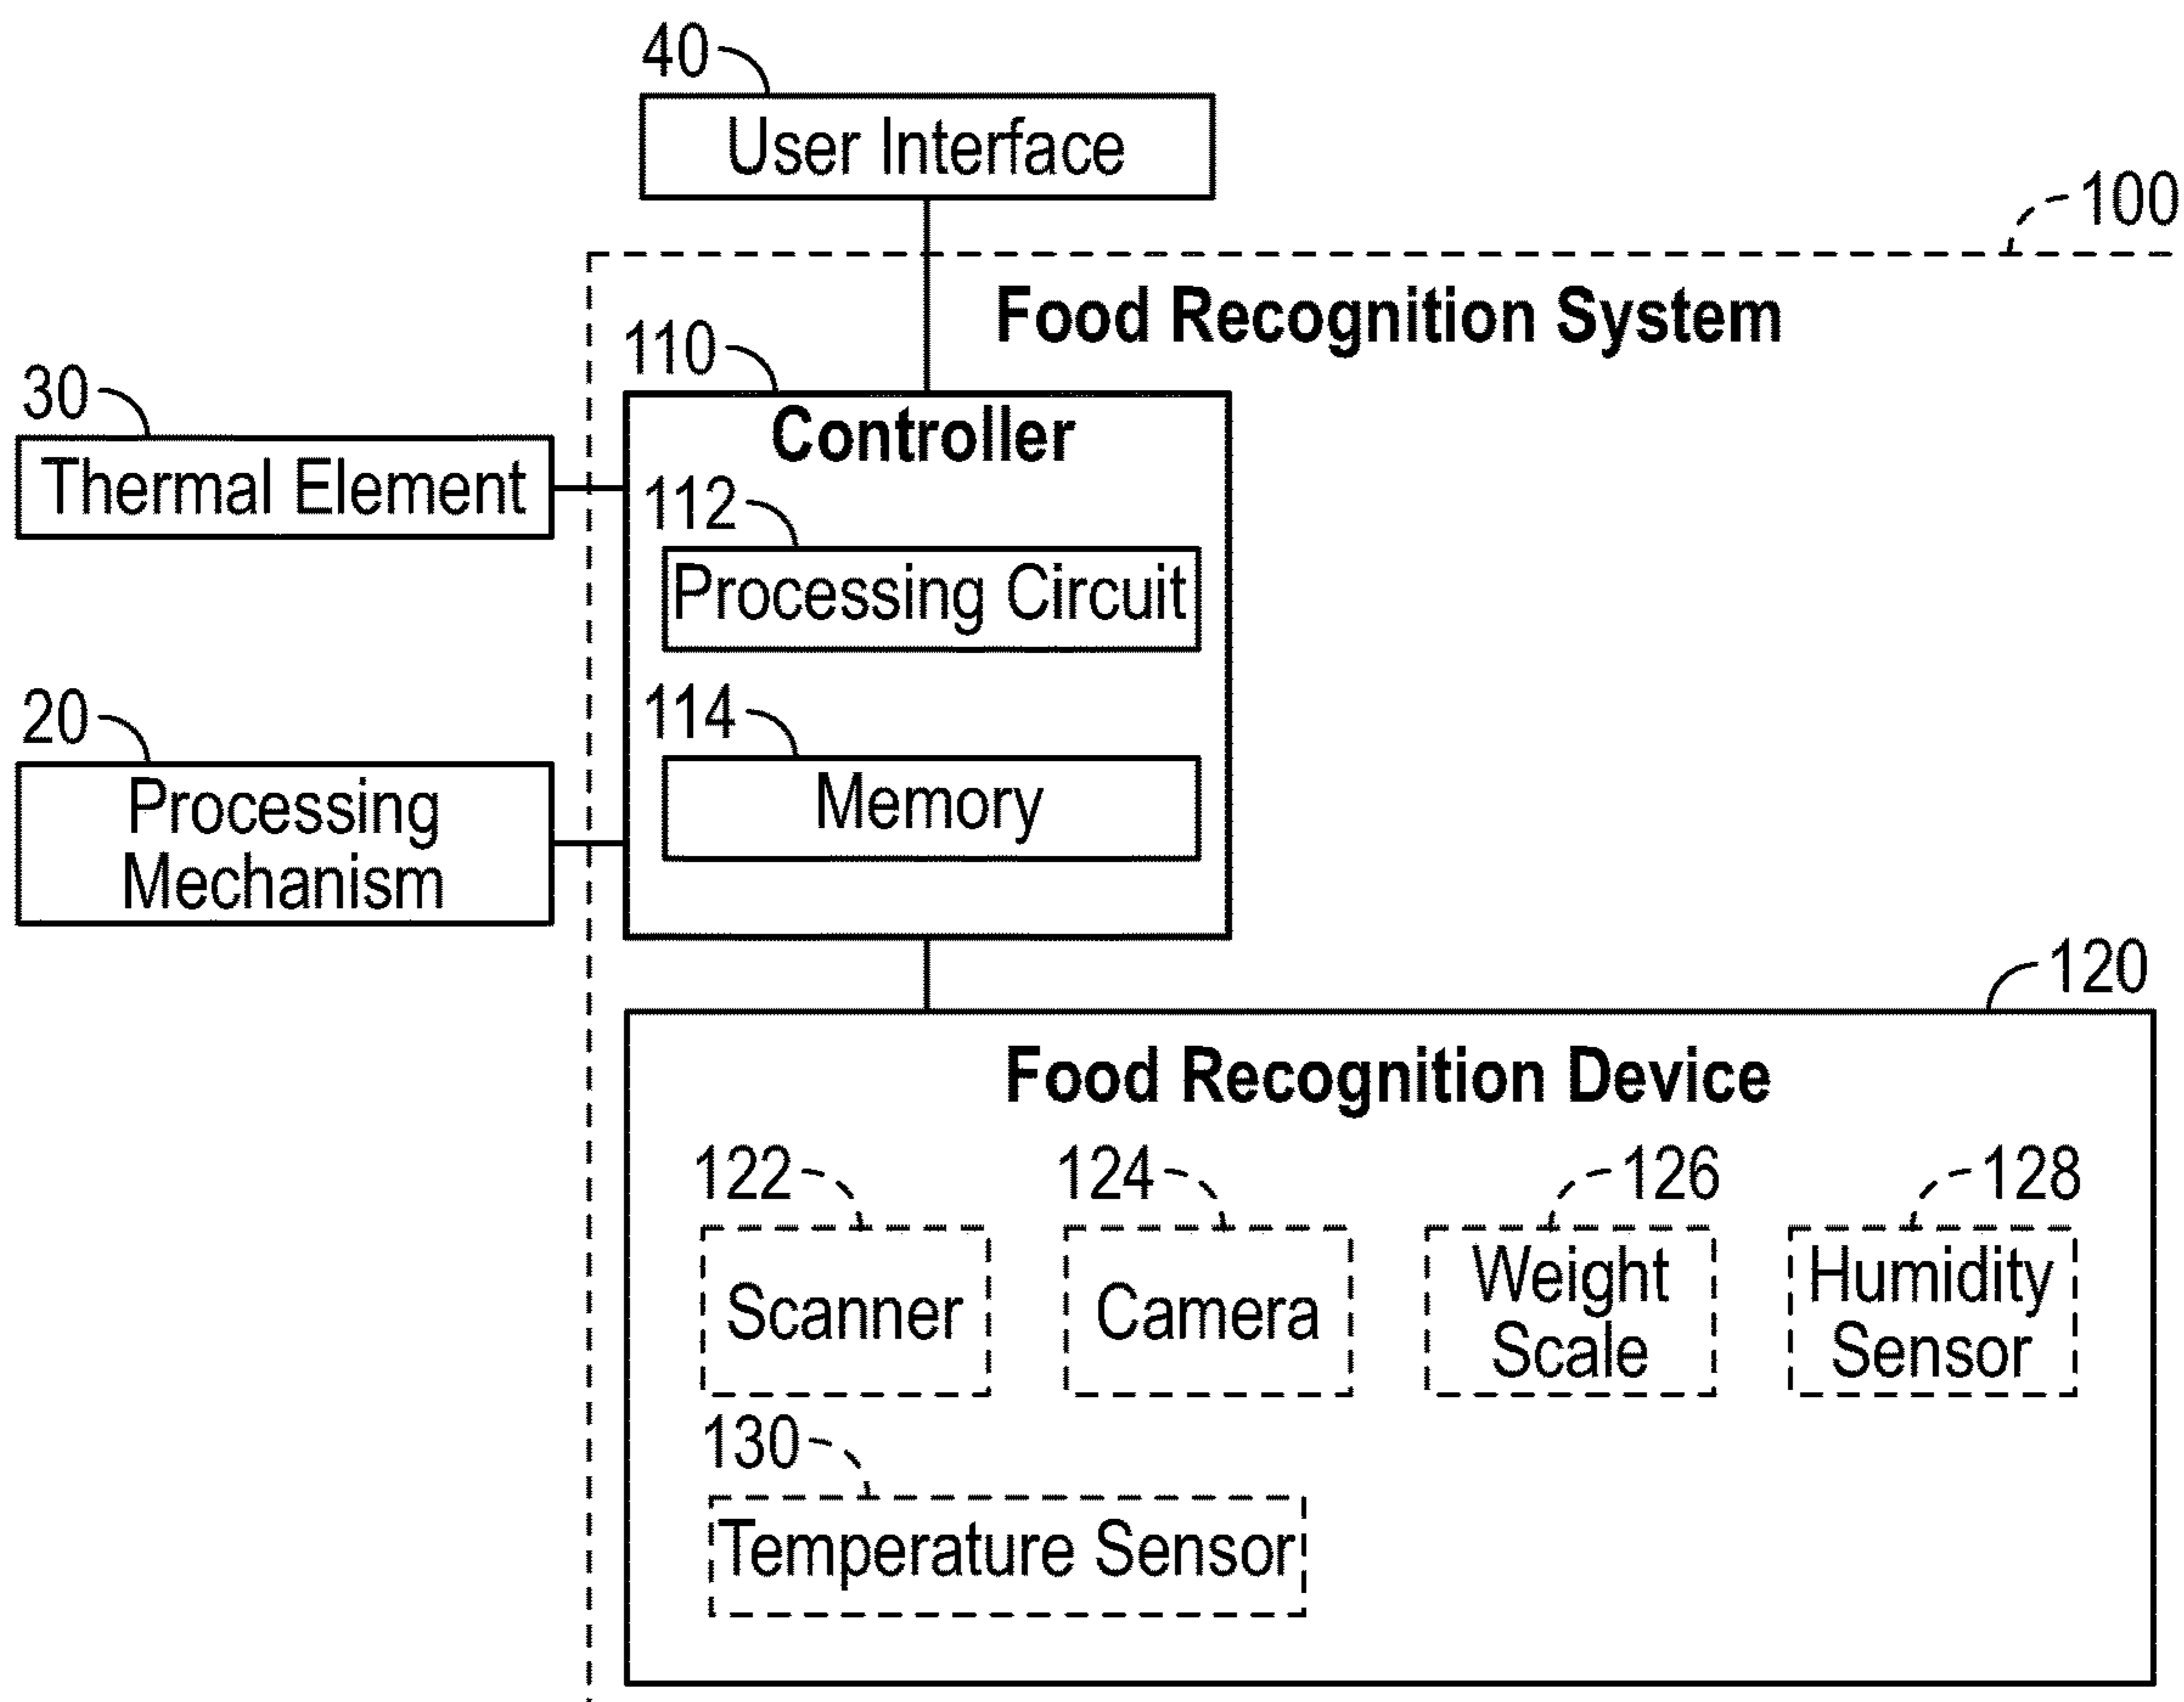 40
User Interface
100
Food Recognition System
110
Controller
30
Thermal Element
112
Processing Circuit
20
Processing
Mechanism
114
Memory
120
Food Recognition Device
122
124
126
128
Scanner
Camera
Weight
Scale
Humidity
Sensor
130
Temperature Sensor